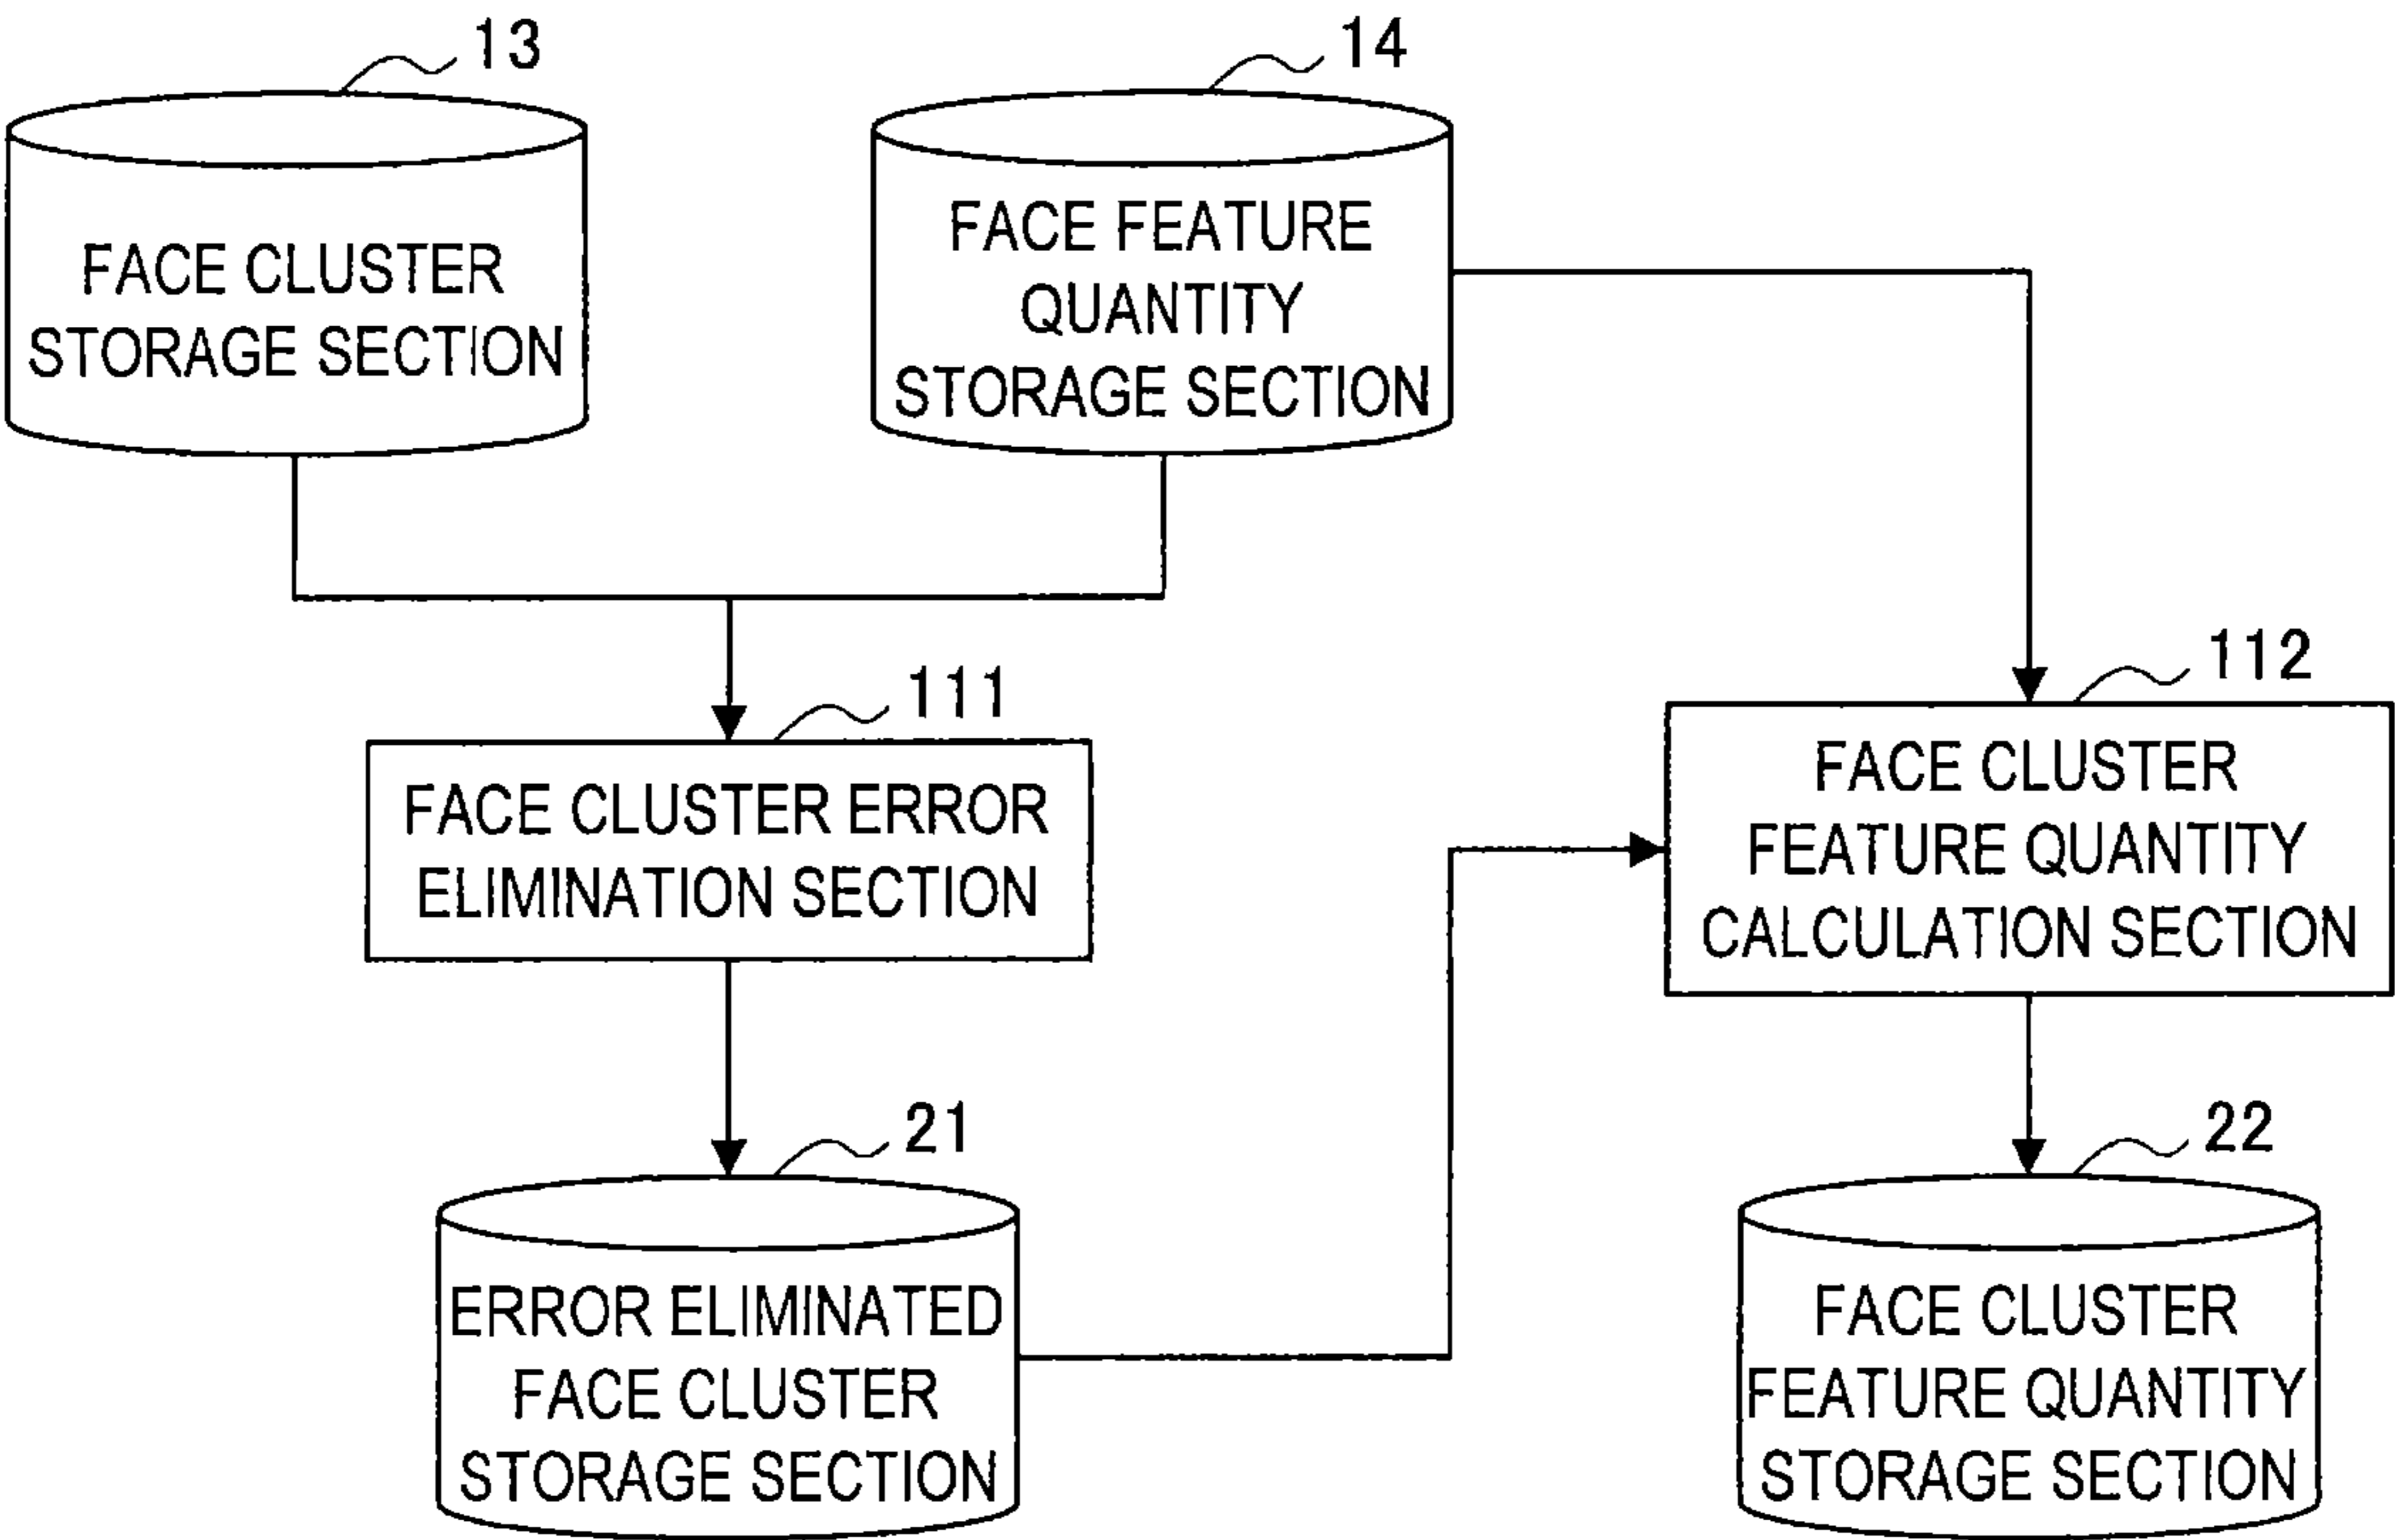 13
FACE CLUSTER
STORAGE SECTION
14
FACE FEATURE
QUANTITY
STORAGE SECTION
111
FACE CLUSTER ERROR
ELIMINATION SECTION
112
FACE CLUSTER
FEATURE QUANTITY
CALCULATION SECTION
21
ERROR ELIMINATED
FACE CLUSTER
STORAGE SECTION
22
FACE CLUSTER
FEATURE QUANTITY
STORAGE SECTION